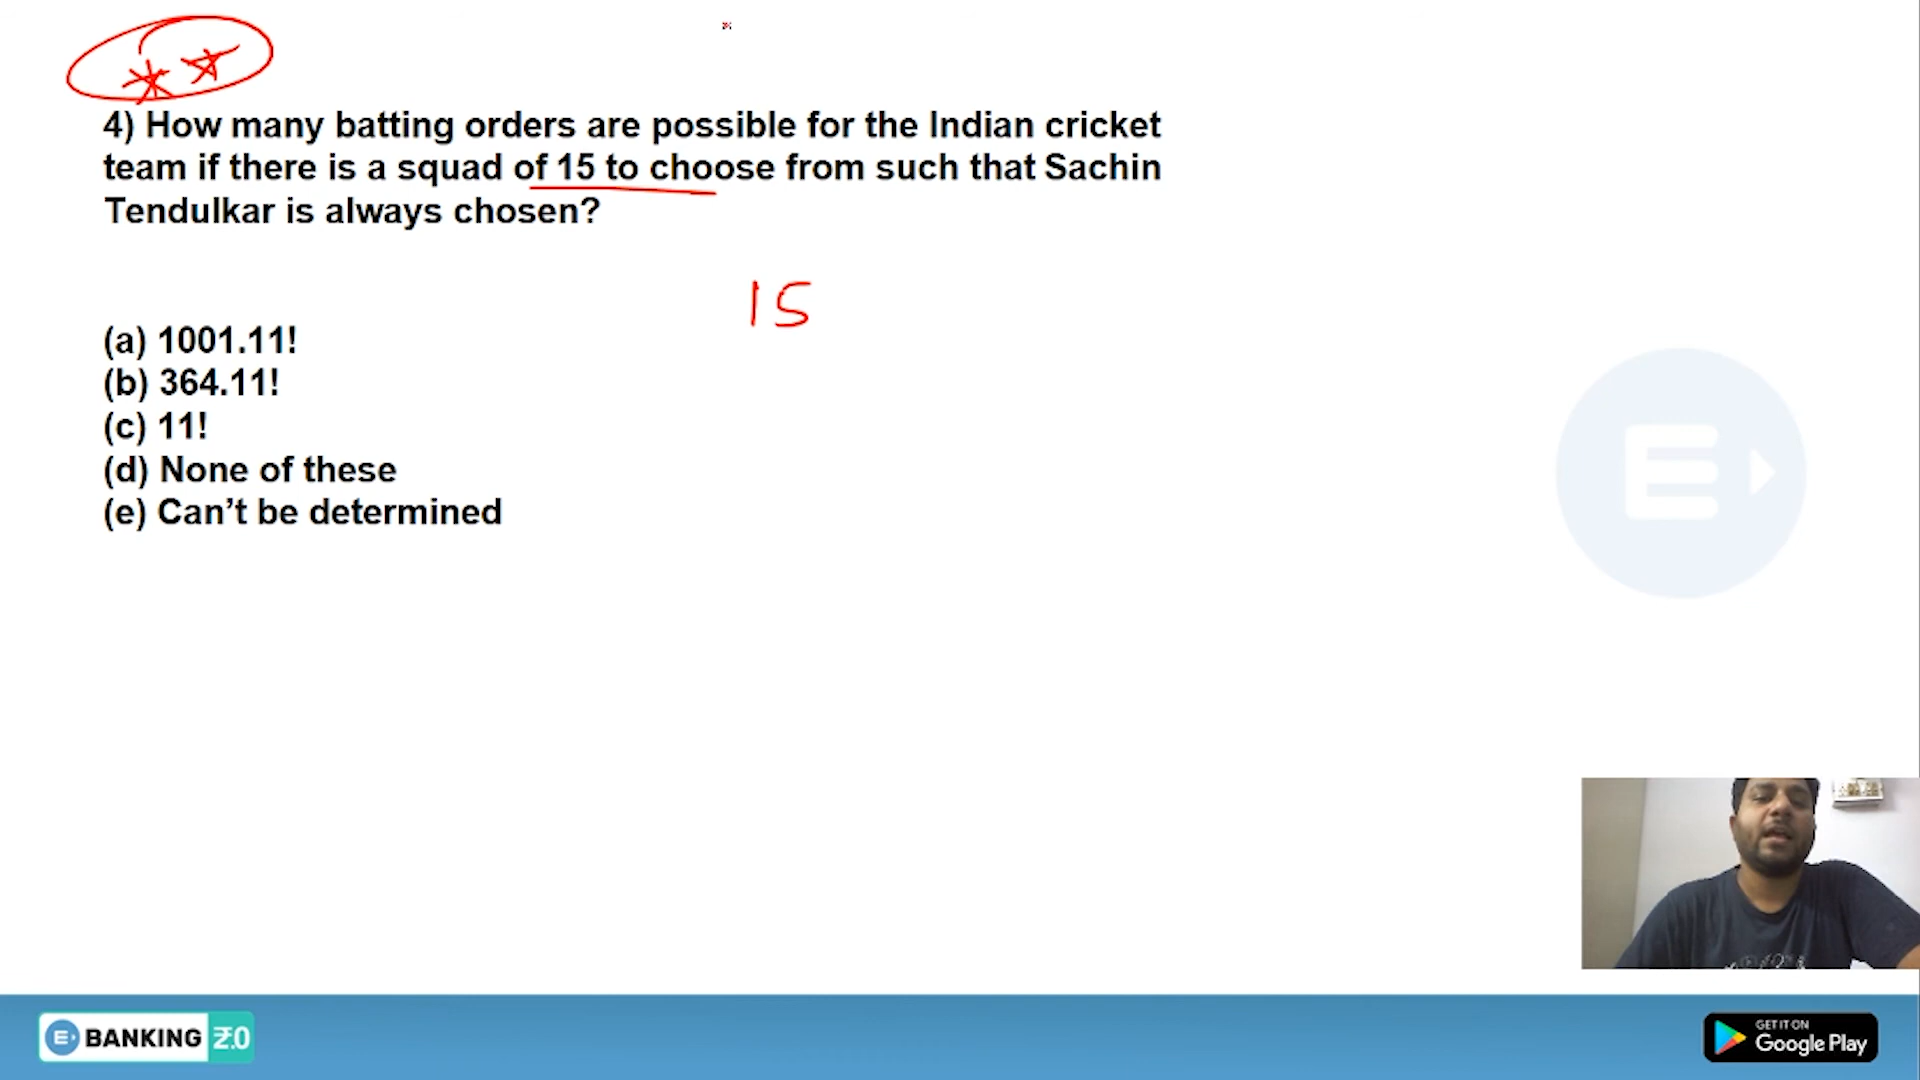 4) How many batting orders are possible for the Indian cricket
team if there is a squad of 15 to choose from such that Sachin
Tendulkar is always chosen?
15
(a) 1001.11!
(b) 364.11!
(c) 11!
(d) None of these
(e) Can’t be determined
E
E BANKING 2.0
GET IT ON
Google Play